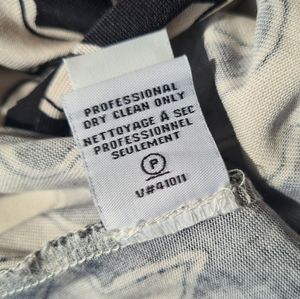 PROFESSIONAL
DRY CLEAN ONLY
NETTOYAGE À SEC
PROFESSIONNEL
SEULEMENT
P
V#41011